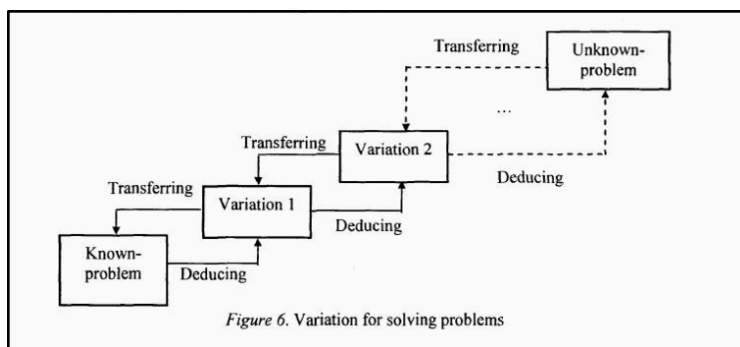 Transferring
Unknown-
problem
...
Transferring
Variation 2
Deducing
Transferring
Variation 1
Deducing
Known-
problem
Deducing
Figure 6. Variation for solving problems